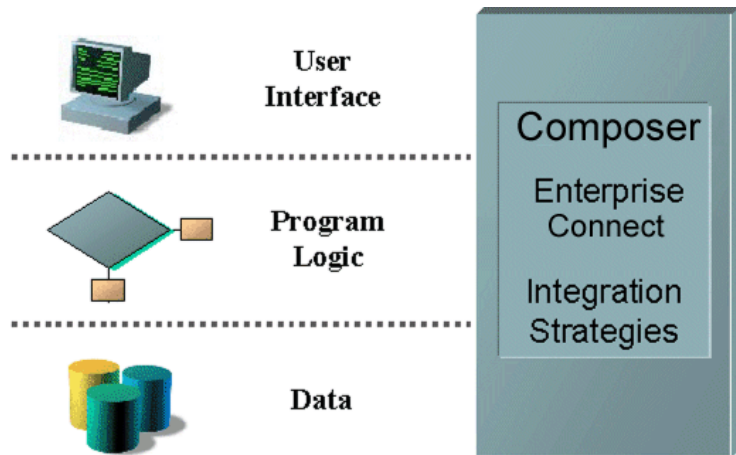 User
Interface
Program
Logic
Data
Composer
Enterprise
Connect
Integration
Strategies